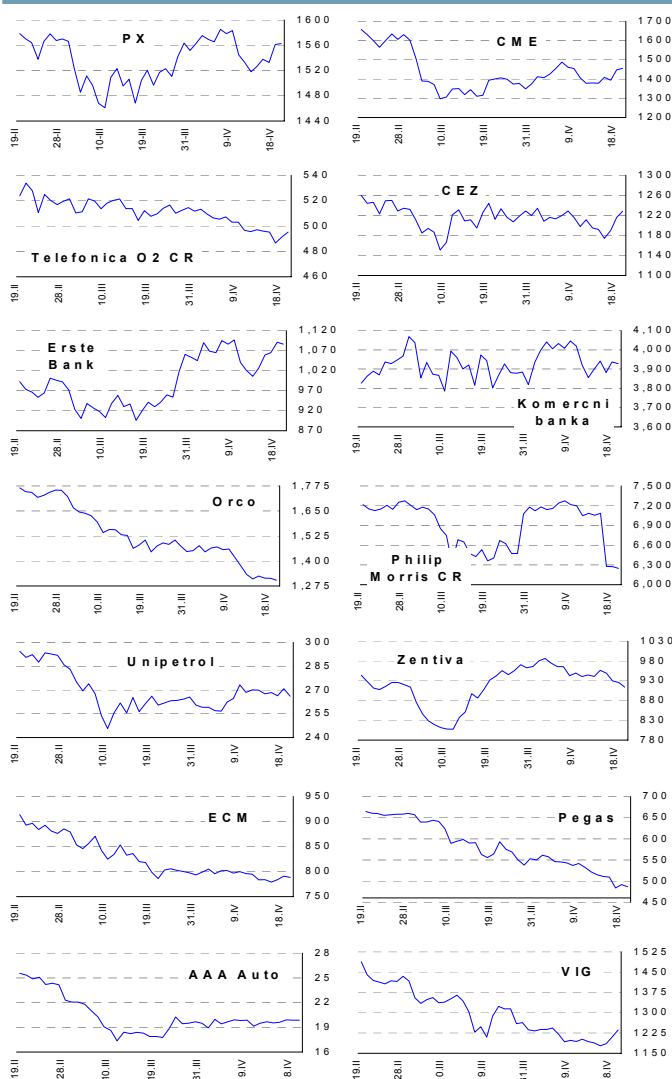 PX
1600
1560
1520
1480
1440
19-II
28-II
10-III
19-III
31-III
9-IV
18-IV
CME
1700
1600
1500
1400
1300
1200
19.II
28.II
10.III
19.III
31.III
9.IV
18.IV
Telefonica O2 CR
540
520
500
480
460
19.II
28.II
10.III
19.III
31.III
9.IV
18.IV
CEZ
1300
1260
1220
1180
1140
1100
19.II
28.II
10.III
19.III
31.III
9.IV
18.IV
Erste
Bank
1,120
1,070
1,020
970
920
870
19.II
28.II
10.III
19.III
31.III
9.IV
18.IV
Komercni
banka
4,100
4,000
3,900
3,800
3,700
3,600
19.II
28.II
10.III
19.III
31.III
9.IV
18.IV
Orco
1,775
1,650
1,525
1,400
1,275
19.II
28.II
10.III
19.III
31.III
9.IV
18.IV
Philip
Morris CR
7,500
7,200
6,900
6,600
6,300
6,000
19.II
28.II
10.III
19.III
31.III
9.IV
18.IV
Unipetrol
300
285
270
255
240
19.II
28.II
10.III
19.III
31.III
9.IV
18.IV
Zentiva
1030
980
930
880
830
780
19.II
28.II
10.III
19.III
31.III
9.IV
18.IV
ECM
950
900
850
800
750
19.II
28.II
10.III
19.III
31.III
9.IV
18.IV
Pegas
700
650
600
550
500
450
19.II
28.II
10.III
19.III
31.III
9.IV
18.IV
AAA Auto
28
25
22
19
16
19.II
28.II
10.III
19.III
31.III
9.IV
8.IV
VIG
1525
1450
1375
1300
1225
1150
19.II
28.II
0.III
9.III
31.III
9.IV
8.IV